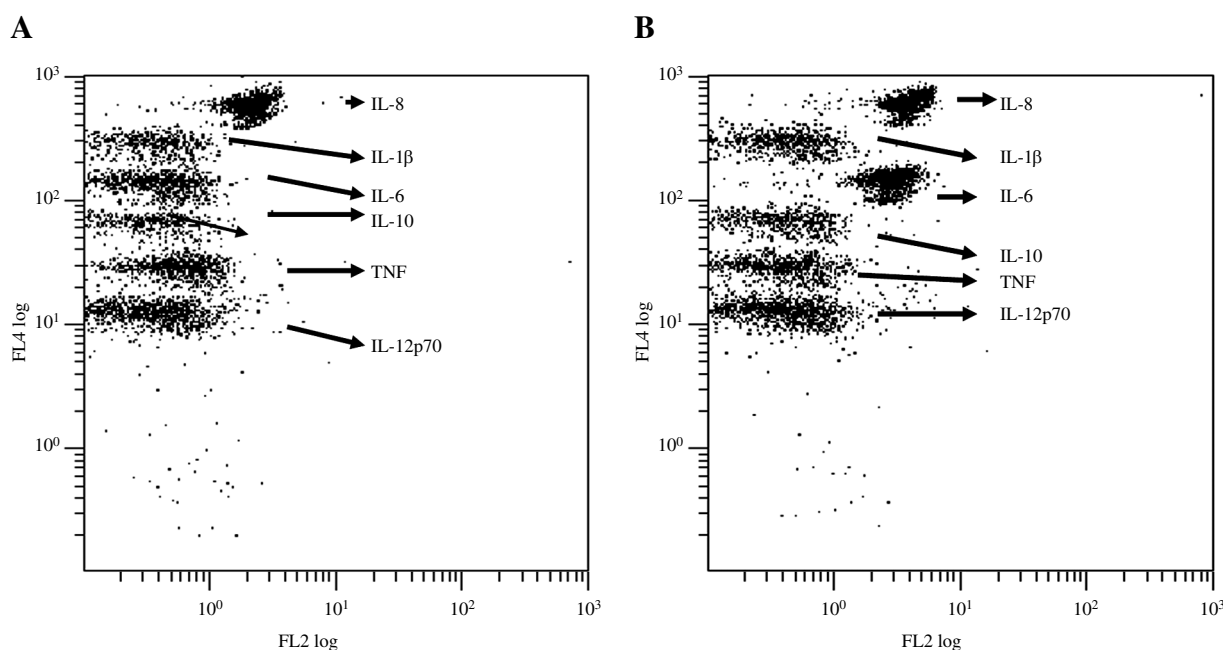 A
10³
10²
10¹
10⁰
FL4 log
IL-8
IL-1β
IL-6
IL-10
TNF
IL-12p70
10⁰
10¹
10²
10³
FL2 log
B
10³
10²
10¹
10⁰
FL4 log
IL-8
IL-1β
IL-6
IL-10
TNF
IL-12p70
10⁰
10¹
10²
10³
FL2 log